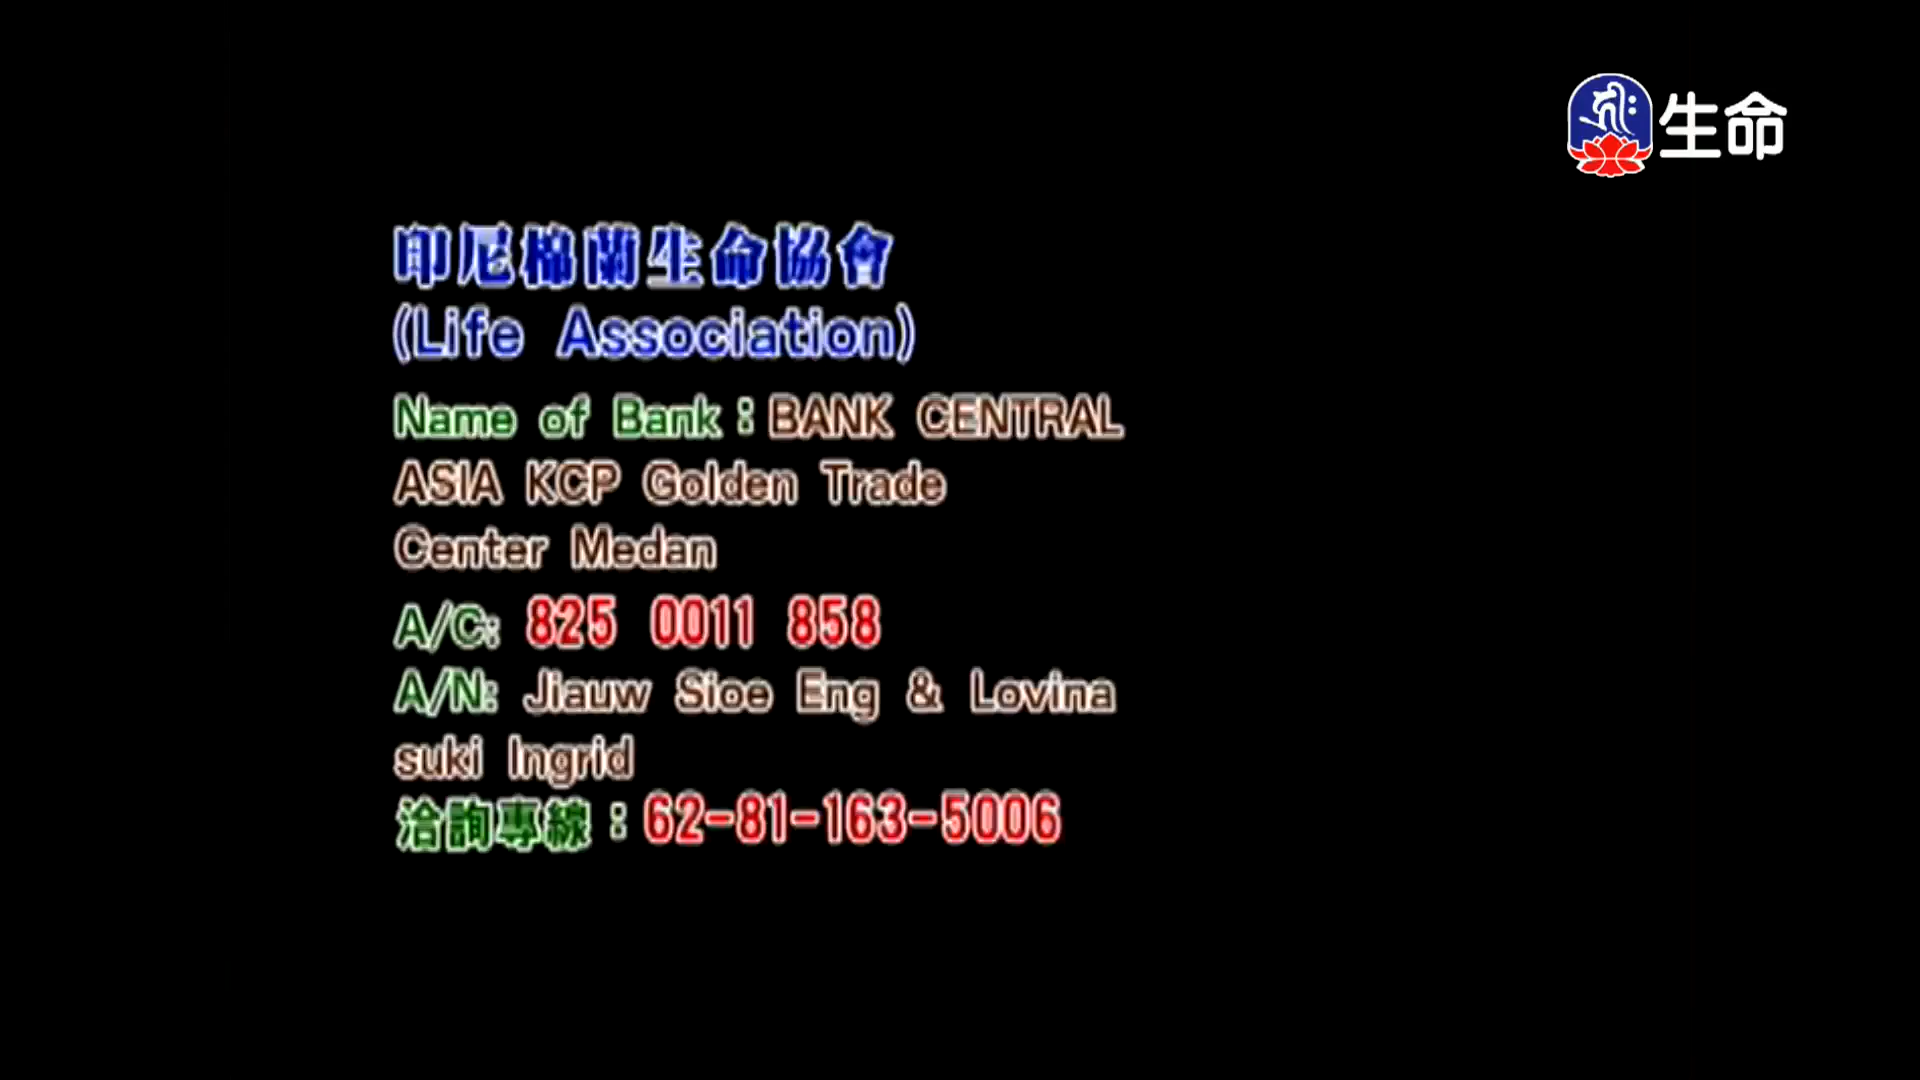 生命
印尼棉蘭生命協會
(Life Association)
Name of Bank：BANK CENTRAL
ASIA KCP Golden Trade
Center Medan
A/C: 825 0011 858
A/N: Jiauw Sioe Eng & Lovina
suki Ingrid
洽詢專線：62-81-163-5006